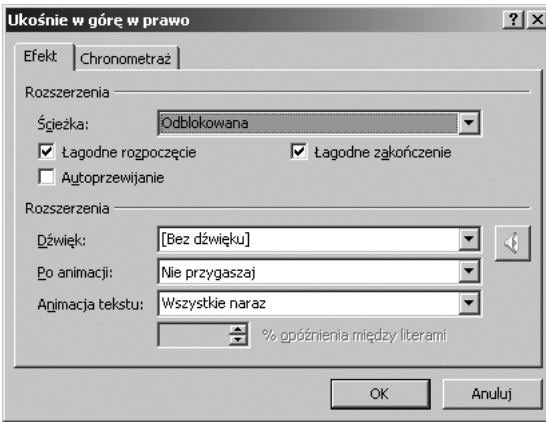 Ukośnie w górę w prawo
Efekt Chronometraż
Rozszerzenia
Ścieżka: Odblokowana
Łagodne rozpoczęcie Łagodne zakończenie
Autoprzewijanie
Rozszerzenia
Dźwięk: [Bez dźwięku]
Po animacji: Nie przygaszaj
Animacja tekstu: Wszystkie naraz
% opóźnienia między literami
OK Anuluj